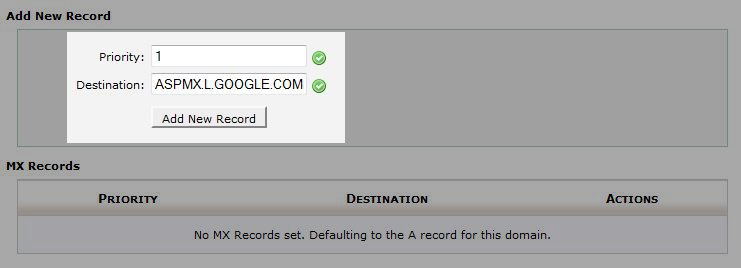 Add New Record
Priority: 1
Destination: ASPMX.L.GOOGLE.COM
Add New Record
MX Records
PRIORITY DESTINATION ACTIONS
No MX Records set. Defaulting to the A record for this domain.